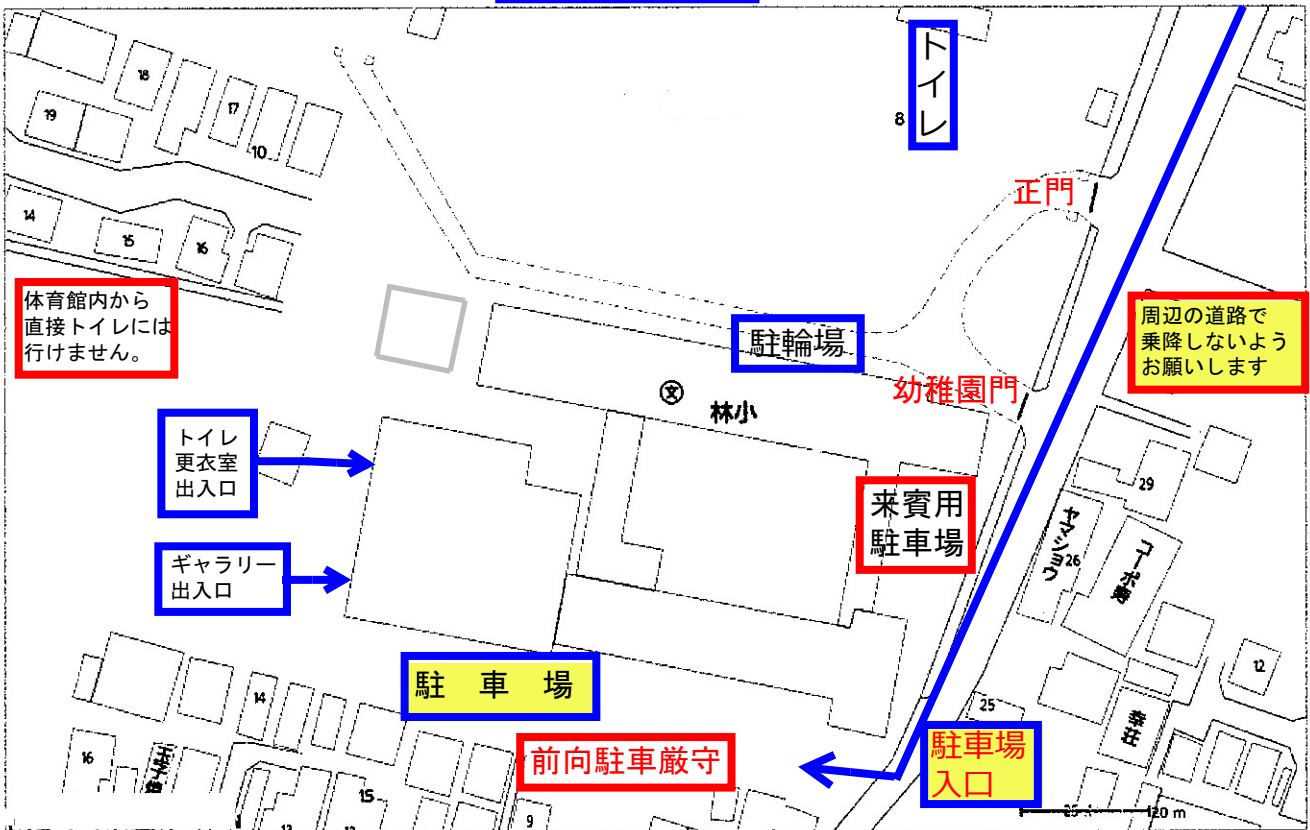 トイレ
8
18
19
17
10
正門
14
15
16
体育館内から
直接トイレには
行けません。
周辺の道路で
乗降しないよう
お願いします
駐輪場
幼稚園門
文
林小
トイレ
更衣室
出入口
来賓用
駐車場
29
ヤマショウ
26
ギャラリー
出入口
駐 車 場
12
14
25
幸荘
16
前向駐車厳守
駐車場
入口
15
13
12
9
20 m